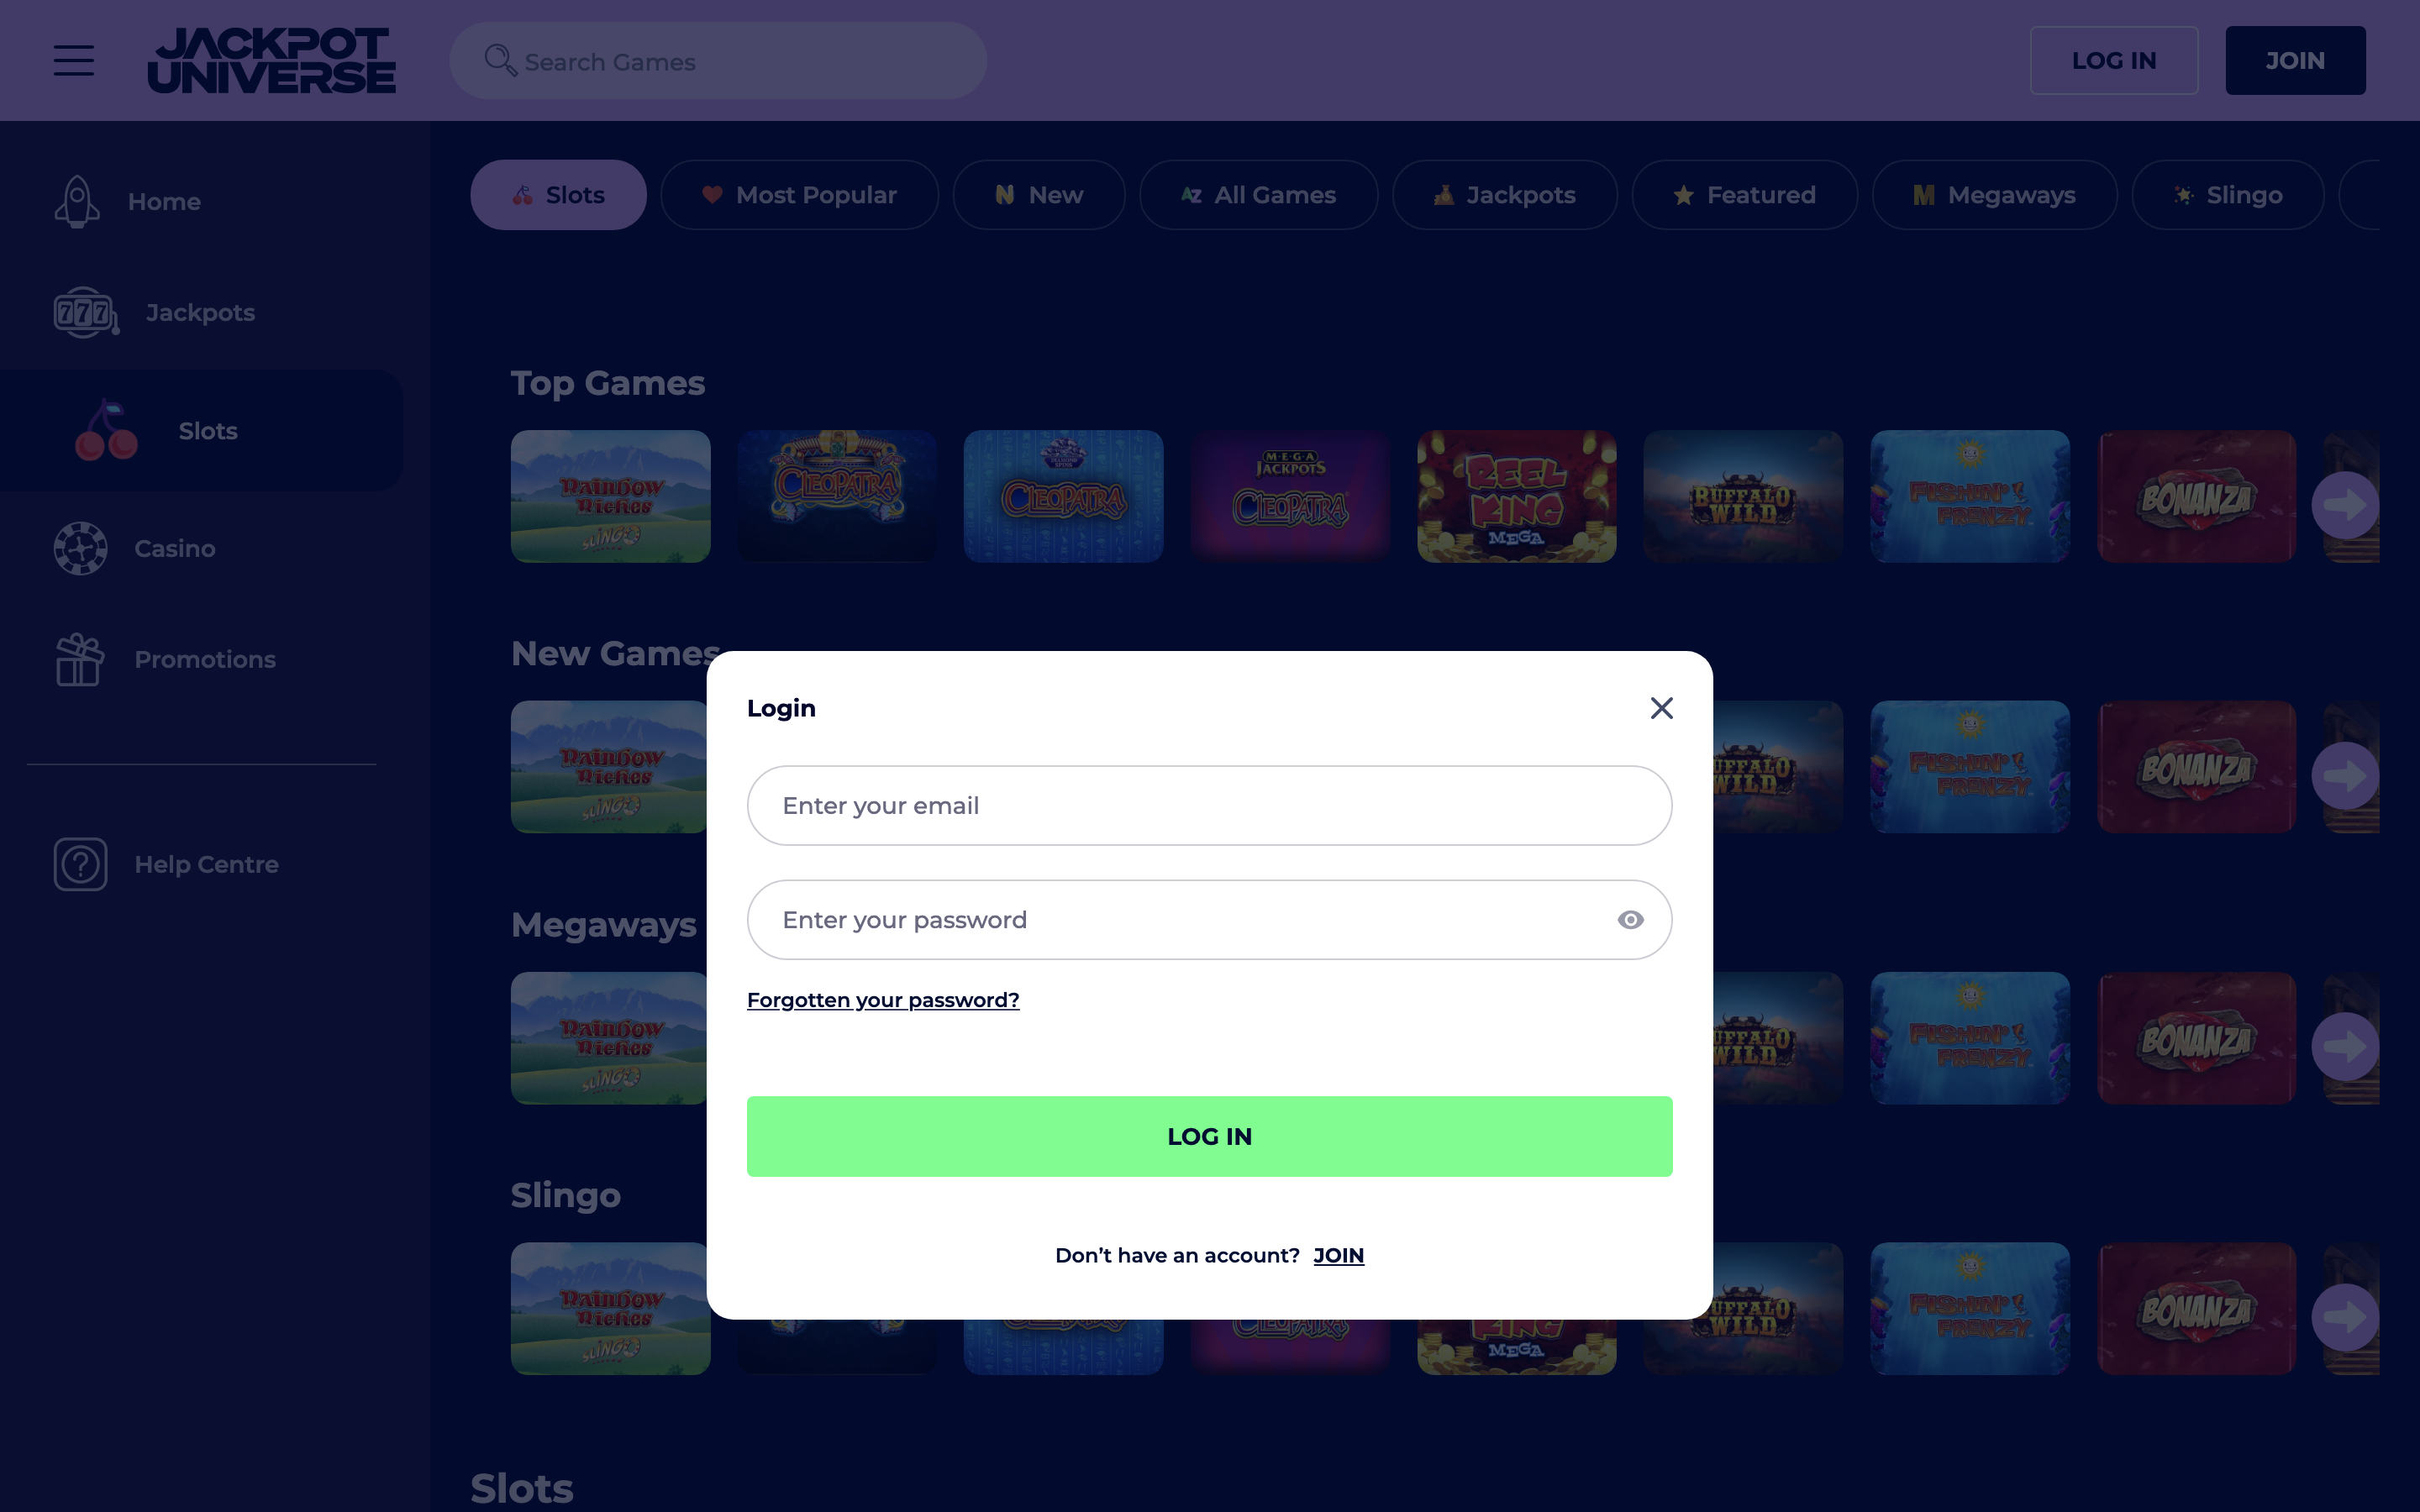 JACKPOT
UNIVERSE
Search Games
LOG IN
JOIN
Home
Jackpots
Slots
Casino
Promotions
Help Centre
Slots
Most Popular
N New
AZ All Games
Jackpots
Featured
M Megaways
Slingo
Top Games
Rainbow
Riches
SLINGO
CLEOPATRA
CLEOPATRA
MEGA
JACKPOTS
CLEOPATRA
REEL
KING
MEGA
BUFFALO
WILD
FISHIN'
FRENZY
BONANZA
New Games
Rainbow
Riches
SLINGO
UFFALO
WILD
FISHIN'
FRENZY
BONANZA
Megaways
Rainbow
Riches
SLINGO
UFFALO
WILD
FISHIN'
FRENZY
BONANZA
Slingo
Rainbow
Riches
SLINGO
CLEOPATRA
CLEOPATRA
KING
MEGA
UFFALO
WILD
FISHIN'
FRENZY
BONANZA
Slots
Login
Enter your email
Enter your password
Forgotten your password?
LOG IN
Don’t have an account? JOIN